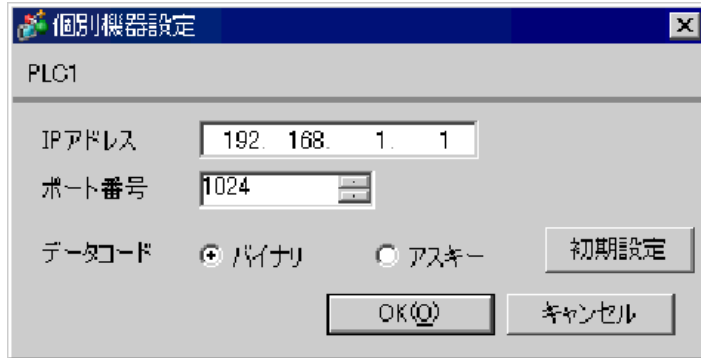 個別機器設定
PLC1
IPアドレス 192. 168. 1. 1
ポート番号 1024
データコード バイナリ アスキー 初期設定
OK(O) キャンセル